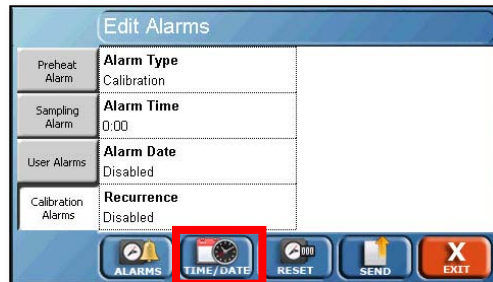 Edit Alarms
Preheat
Alarm
Sampling
Alarm
User Alarms
Calibration
Alarms
Alarm Type
Calibration
Alarm Time
0:00
Alarm Date
Disabled
Recurrence
Disabled
ALARMS
TIME/DATE
RESET
SEND
X
EXIT